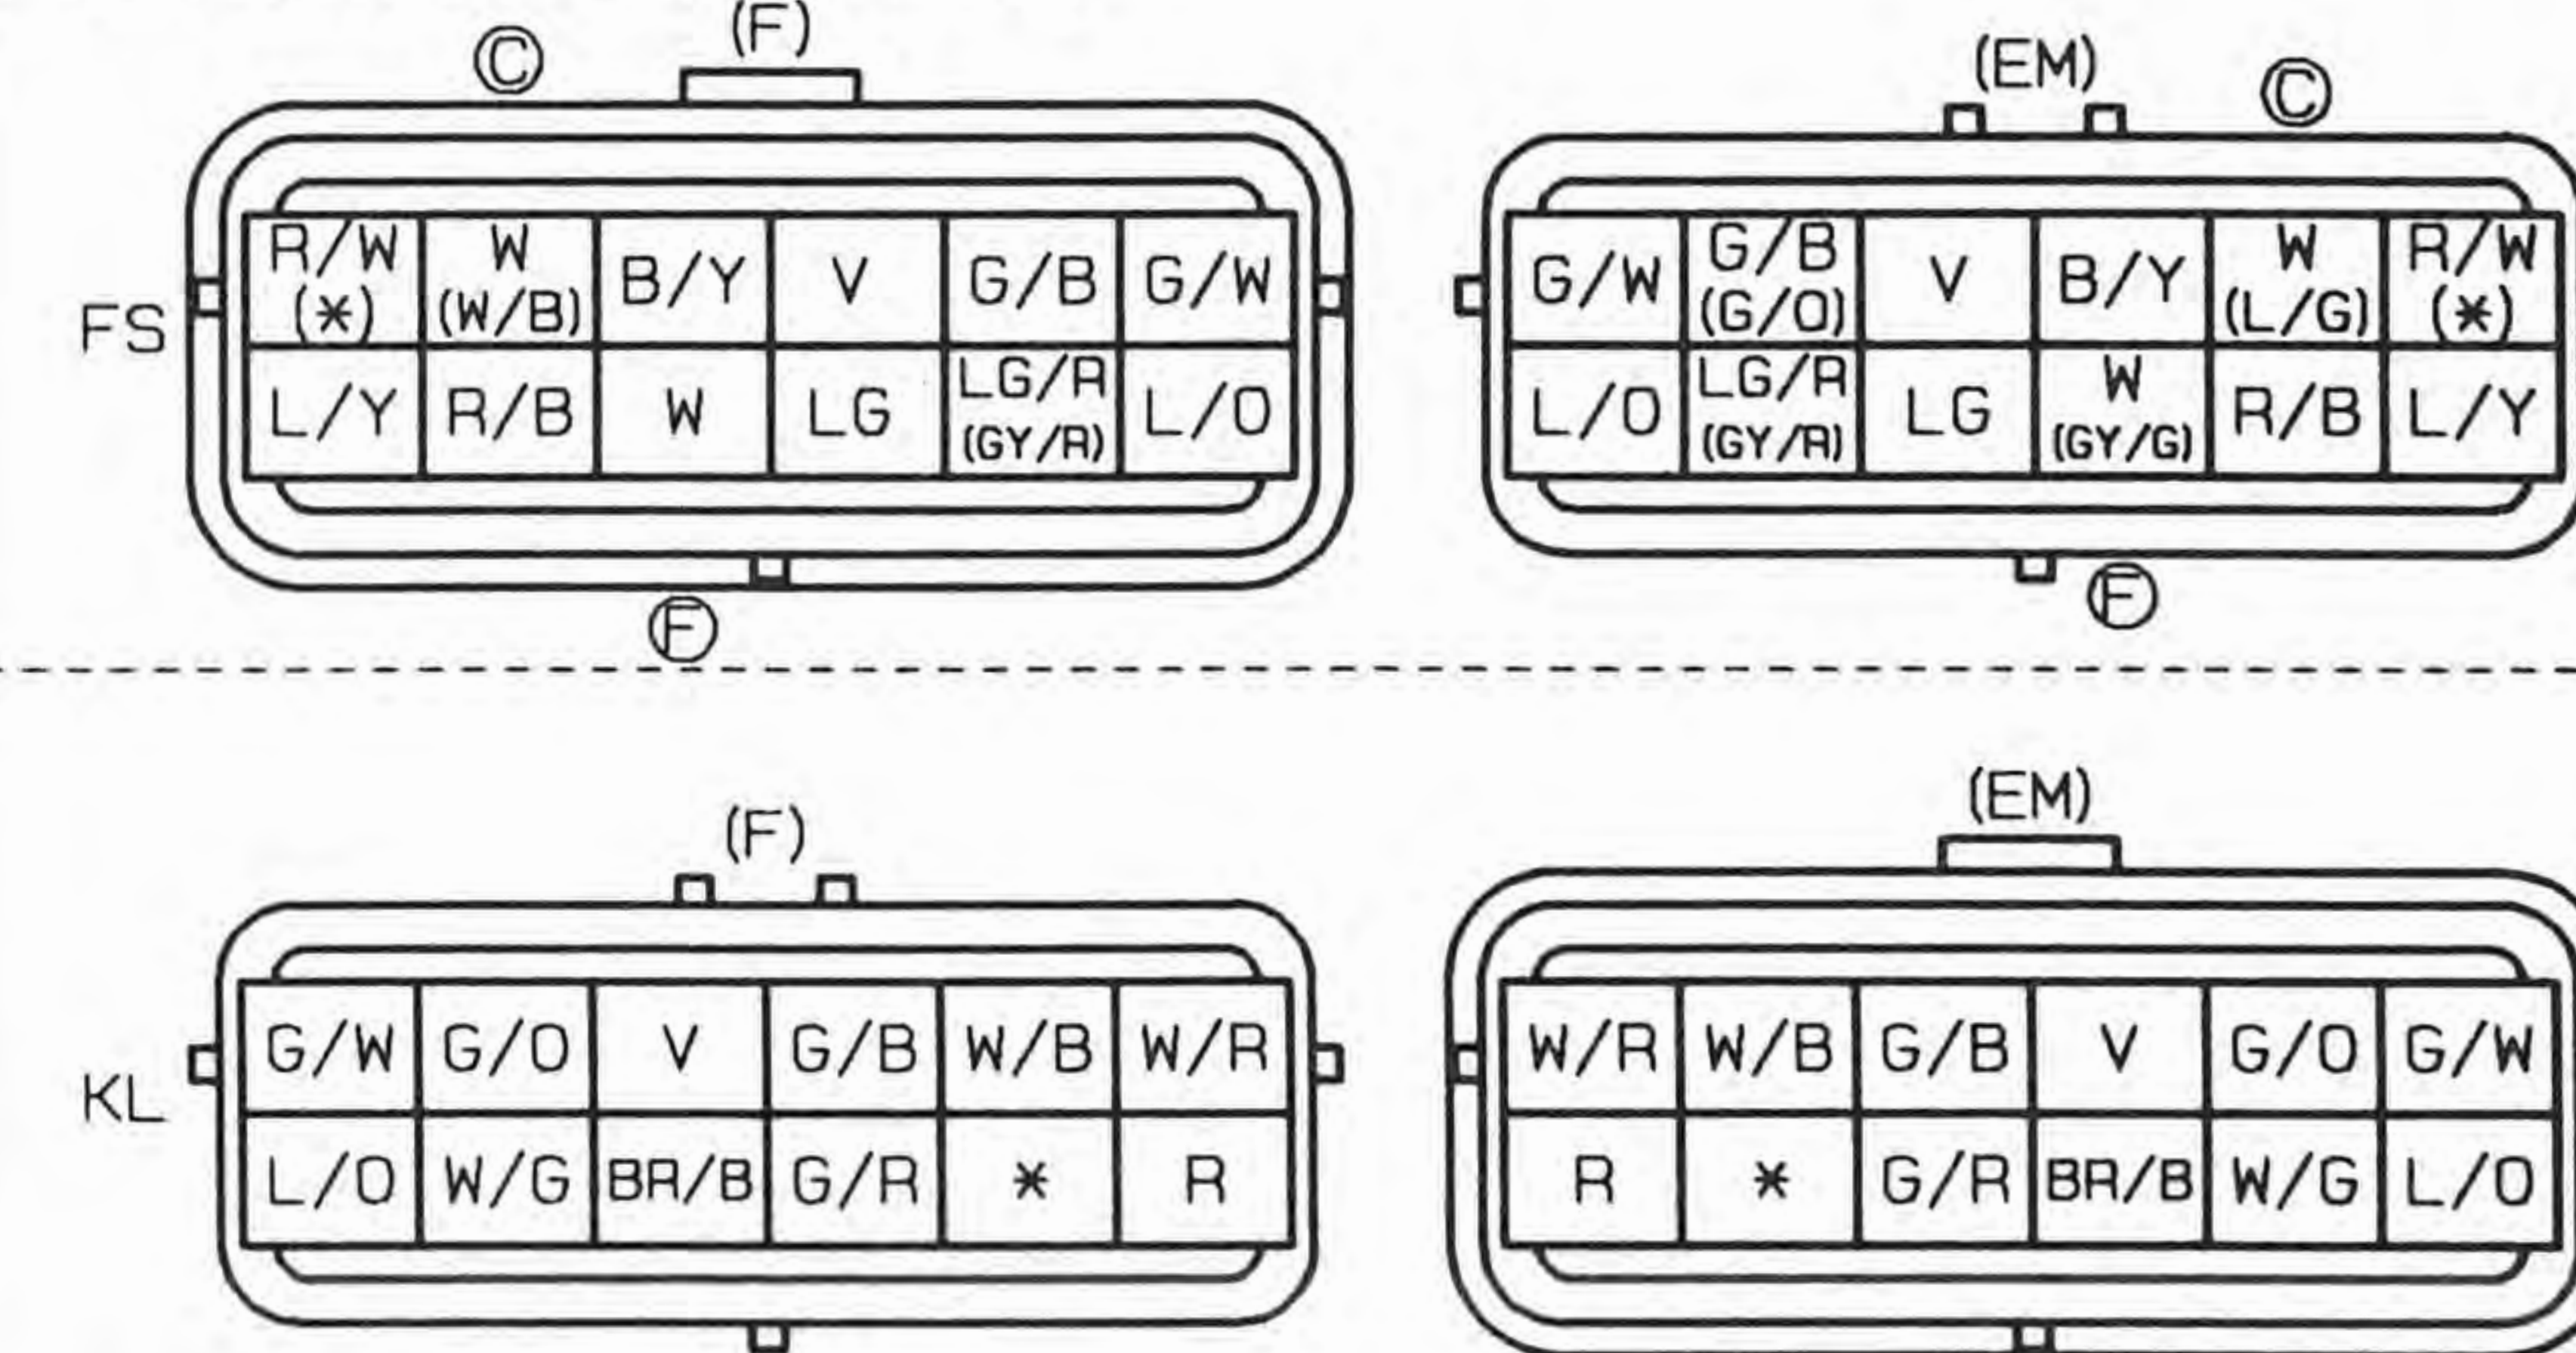 (F)
Ⓒ
(EM)
Ⓒ
FS
R/W W B/Y V G/B G/W
(*) (W/B)
L/Y R/B W LG LG/R L/O
(GY/R)
G/W G/B V B/Y W R/W
(G/O) (L/G) (*)
L/O LG/R LG W R/B L/Y
(GY/R) (GY/G)
Ⓕ
Ⓕ
KL
(F)
G/W G/O V G/B W/B W/R
L/O W/G BR/B G/R * R
(EM)
W/R W/B G/B V G/O G/W
R * G/R BR/B W/G L/O